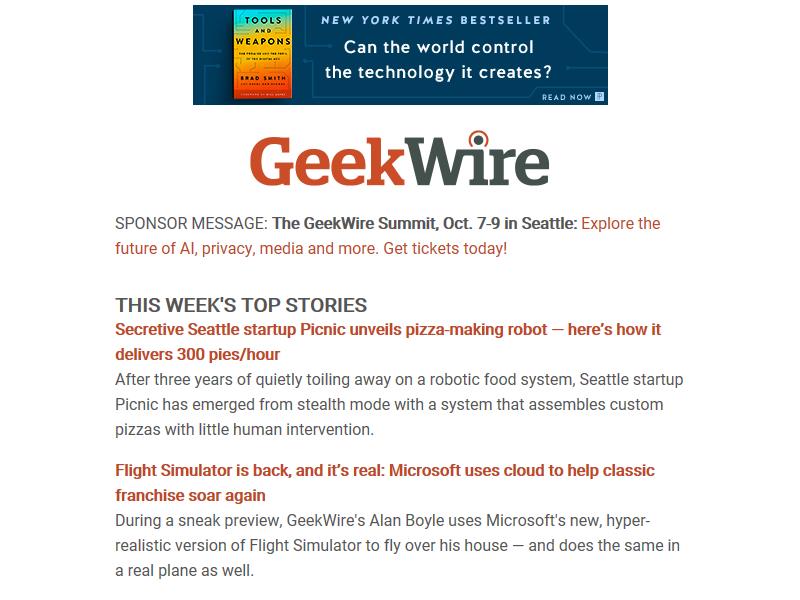 TOOLS
AND
WEAPONS
BRAD SMITH
NEW YORK TIMES BESTSELLER
Can the world control
the technology it creates?
READ NOW
GeekWire
SPONSOR MESSAGE: The GeekWire Summit, Oct. 7-9 in Seattle: Explore the
future of AI, privacy, media and more. Get tickets today!
THIS WEEK'S TOP STORIES
Secretive Seattle startup Picnic unveils pizza-making robot — here's how it
delivers 300 pies/hour
After three years of quietly toiling away on a robotic food system, Seattle startup
Picnic has emerged from stealth mode with a system that assembles custom
pizzas with little human intervention.
Flight Simulator is back, and it's real: Microsoft uses cloud to help classic
franchise soar again
During a sneak preview, GeekWire's Alan Boyle uses Microsoft's new, hyper-
realistic version of Flight Simulator to fly over his house — and does the same in
a real plane as well.